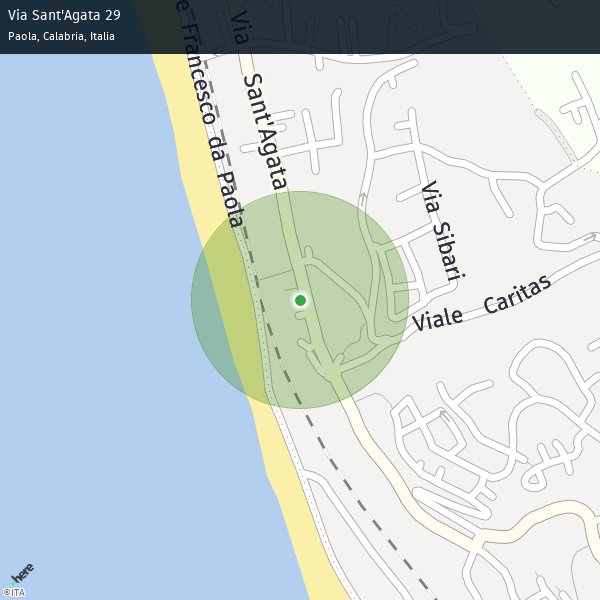 Via Sant'Agata 29
Paola, Calabria, Italia
e Francesco da Paola
Via Sant'Agata
Via Sibari
Viale Caritas
here
©ITA